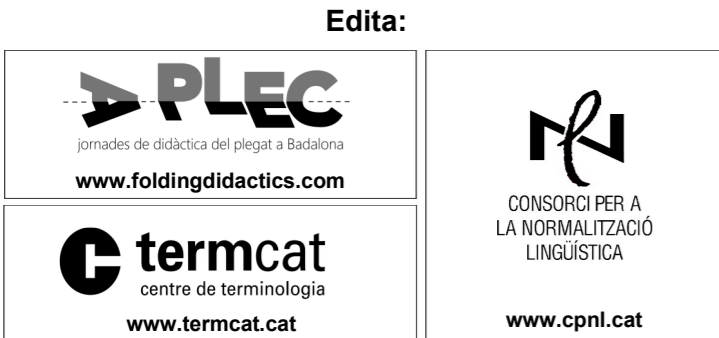 Edita:
APLEC
jornades de didàctica del plegat a Badalona
www.foldingdidactics.com
termcat
centre de terminologia
www.termcat.cat
CONSORCI PER A
LA NORMALITZACIÓ
LINGÜÍSTICA
www.cpnl.cat